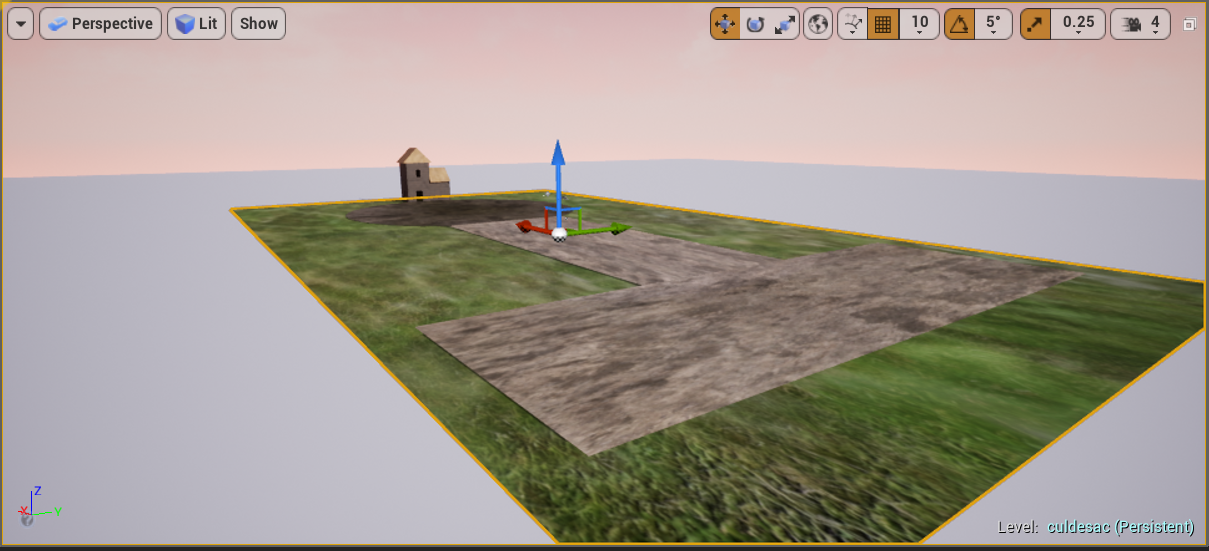 Perspective Lit Show 10 5° 0.25 4
Z
X Y
Level: culdesac (Persistent)